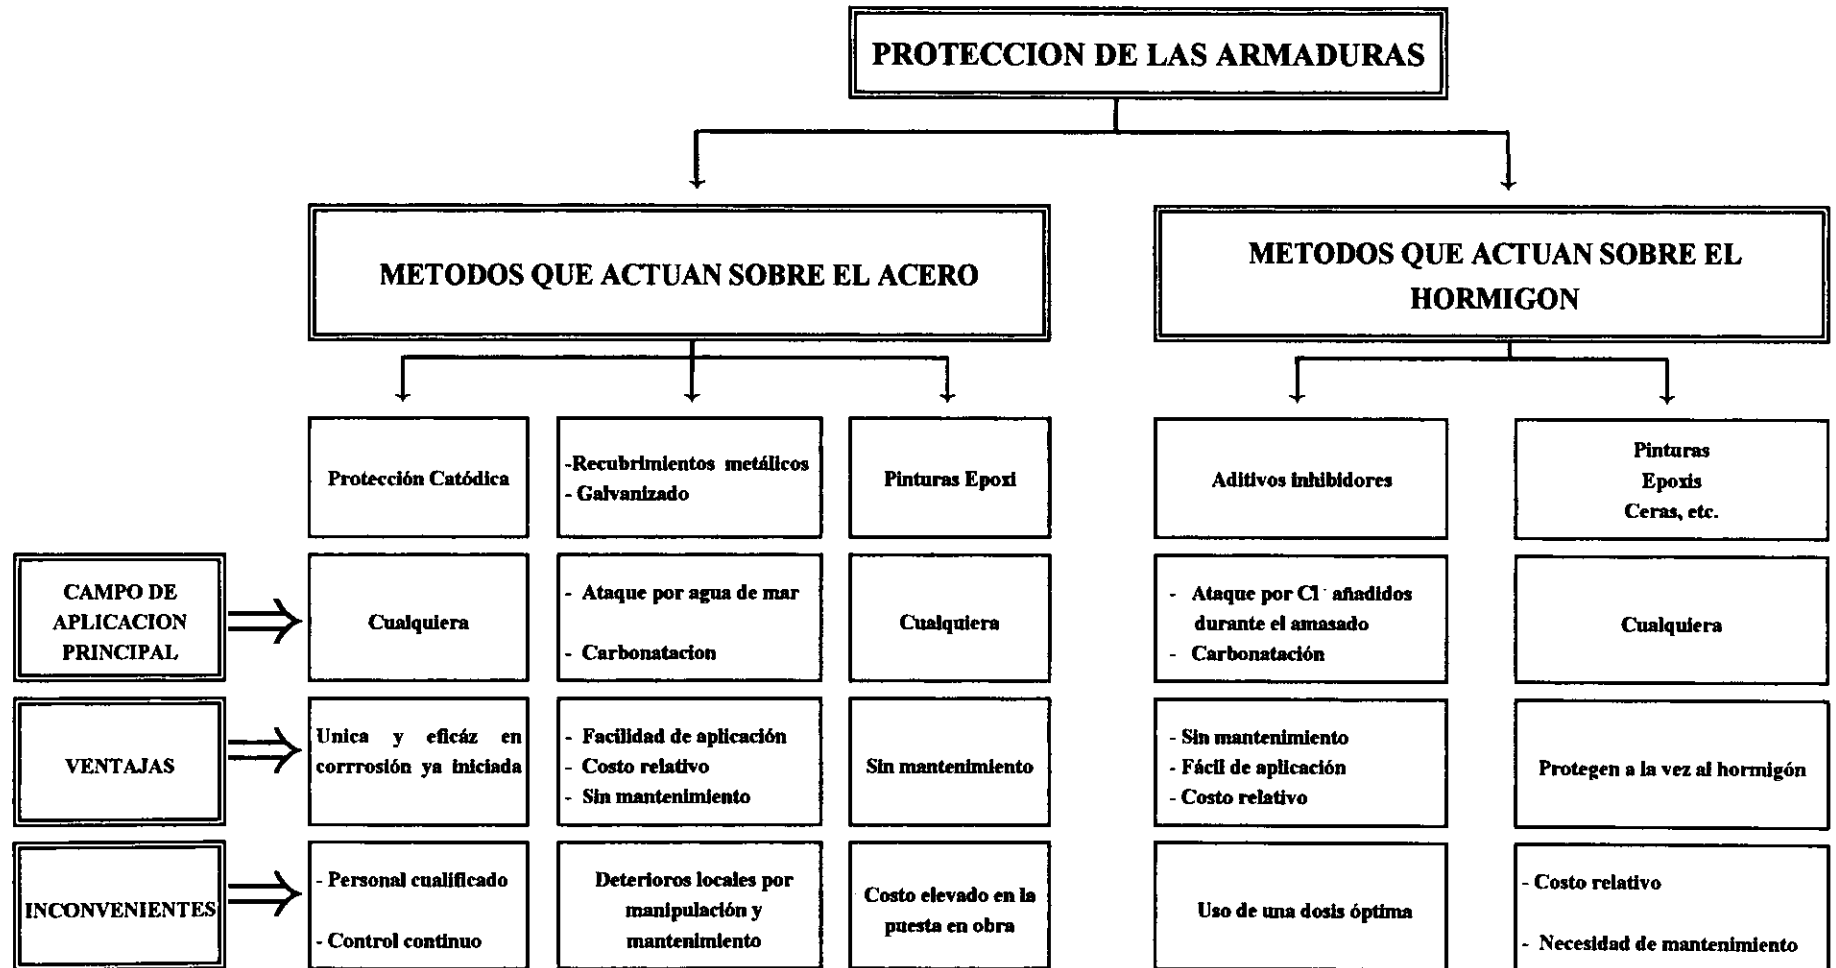 PROTECCION DE LAS ARMADURAS
METODOS QUE ACTUAN SOBRE EL ACERO
METODOS QUE ACTUAN SOBRE EL
HORMIGON
Protección Catódica
-Recubrimientos metálicos
- Galvanizado
Pinturas Epoxi
Aditivos inhibidores
Pinturas
Epoxis
Ceras, etc.
CAMPO DE
APLICACION
PRINCIPAL
Cualquiera
- Ataque por agua de mar
- Carbonatacion
Cualquiera
- Ataque por Cl- añadidos
durante el amasado
- Carbonatación
Cualquiera
VENTAJAS
Unica y eficáz en
corrrosión ya iniciada
- Facilidad de aplicación
- Costo relativo
- Sin mantenimiento
Sin mantenimiento
- Sin mantenimiento
- Fácil de aplicación
- Costo relativo
Protegen a la vez al hormigón
INCONVENIENTES
- Personal cualificado
- Control continuo
Deterioros locales por
manipulación y
mantenimiento
Costo elevado en la
puesta en obra
Uso de una dosis óptima
- Costo relativo
- Necesidad de mantenimiento